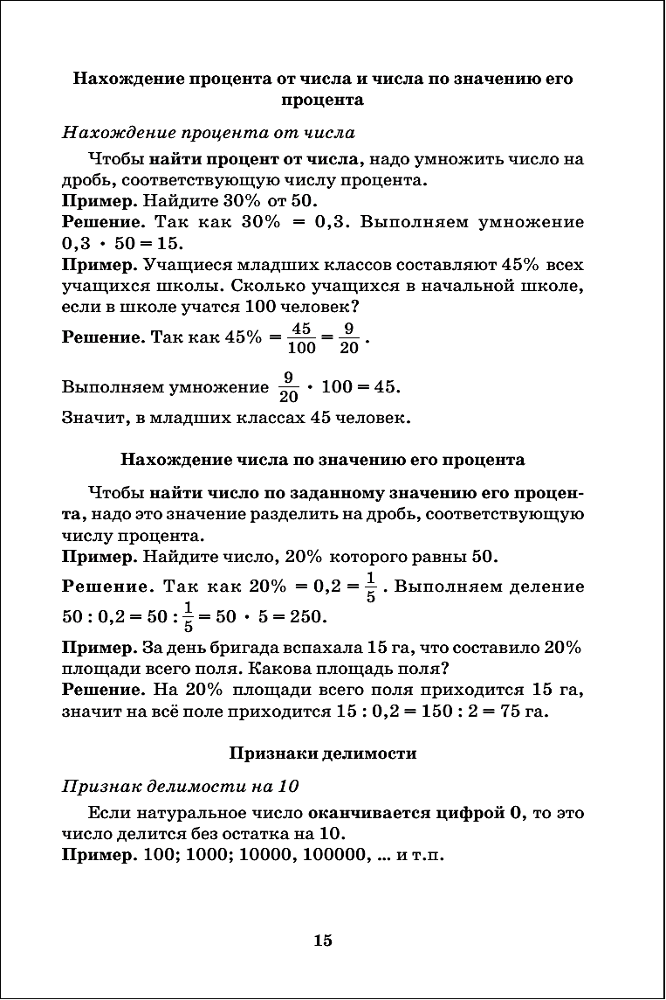 Нахождение процента от числа и числа по значению его
процента
Нахождение процента от числа
Чтобы найти процент от числа, надо умножить число на
дробь, соответствующую числу процента.
Пример. Найдите 30% от 50.
Решение. Так как 30% = 0,3. Выполняем умножение
0,3 · 50 = 15.
Пример. Учащиеся младших классов составляют 45% всех
учащихся школы. Сколько учащихся в начальной школе,
если в школе учатся 100 человек?
Решение. Так как 45% = 45/100 = 9/20 .
Выполняем умножение 9/20 · 100 = 45.
Значит, в младших классах 45 человек.
Нахождение числа по значению его процента
Чтобы найти число по заданному значению его процен-
та, надо это значение разделить на дробь, соответствующую
числу процента.
Пример. Найдите число, 20% которого равны 50.
Решение. Так как 20% = 0,2 = 1/5 . Выполняем деление
50 : 0,2 = 50 : 1/5 = 50 · 5 = 250.
Пример. За день бригада вспахала 15 га, что составило 20%
площади всего поля. Какова площадь поля?
Решение. На 20% площади всего поля приходится 15 га,
значит на всё поле приходится 15 : 0,2 = 150 : 2 = 75 га.
Признаки делимости
Признак делимости на 10
Если натуральное число оканчивается цифрой 0, то это
число делится без остатка на 10.
Пример. 100; 1000; 10000, 100000, ... и т.п.
15